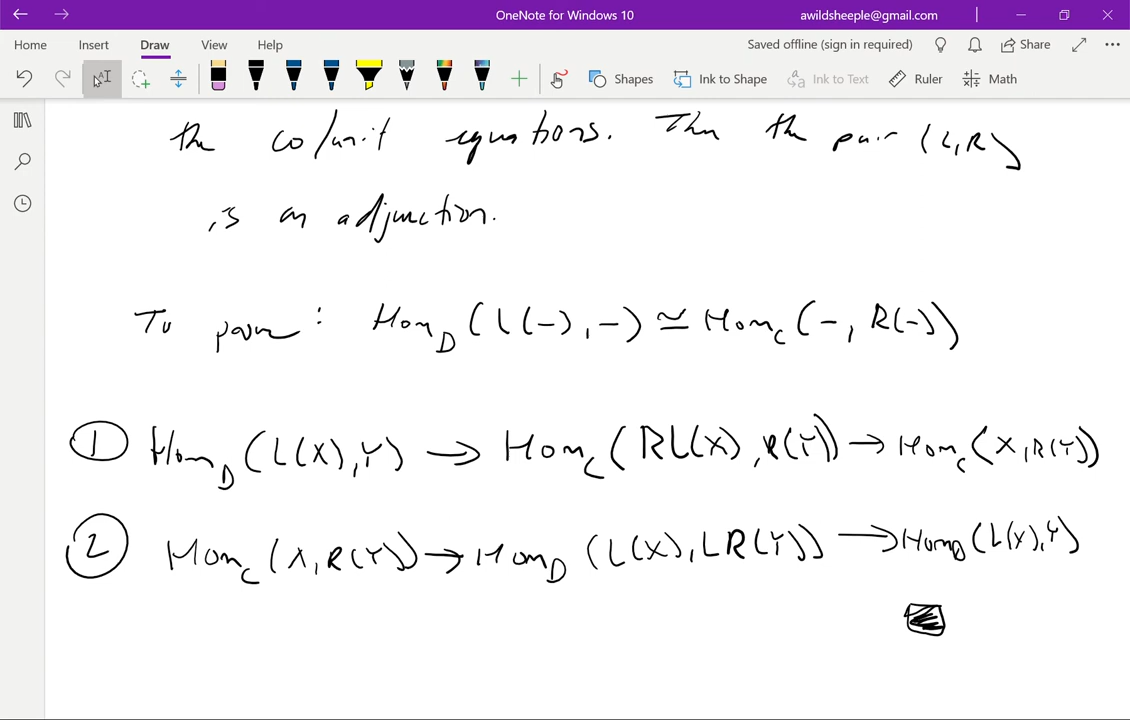 OneNote for Windows 10
awildsheeple@gmail.com
Home Insert Draw View Help
Saved offline (sign in required)
Share
Shapes
Ink to Shape
Ink to Text
Ruler
Math
the co/unit equations. Then the pair (L,R)
is an adjunction.
To prove: Hom_D (L(-),-) ≅ Hom_C (-, R(-))
① Hom_D (L(X),Y) → Hom_C (RL(X),R(Y)) → Hom_C (X,R(Y))
② Hom_C (X,R(Y)) → Hom_D (L(X),LR(Y)) → Hom_D (L(X),Y)